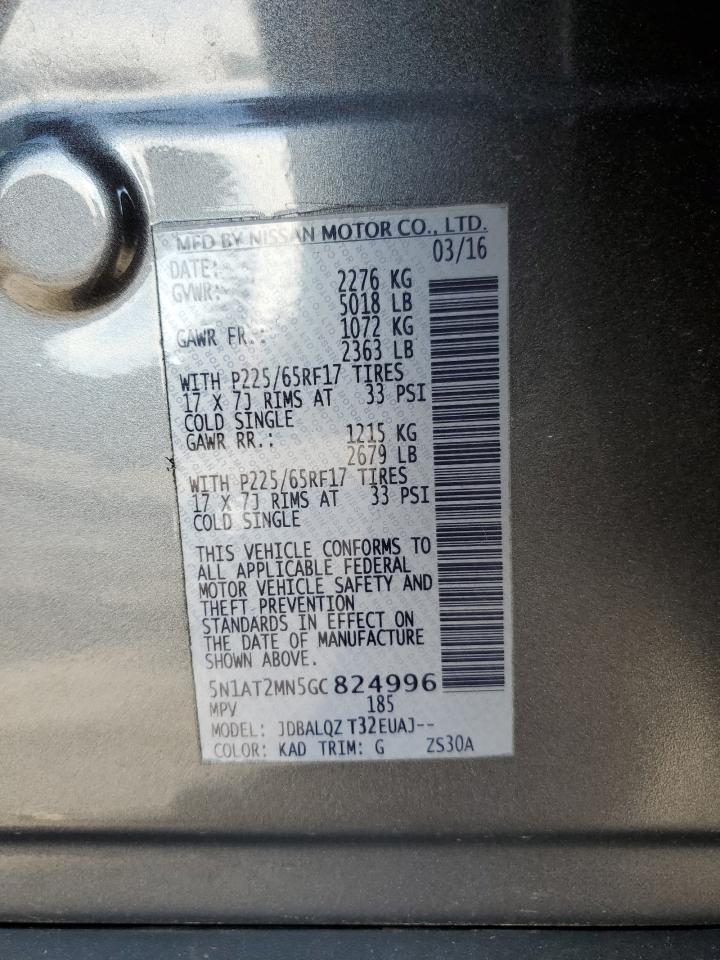 MFD BY NISSAN MOTOR CO., LTD.
DATE: 03/16
GVWR: 2276 KG
5018 LB
GAWR FR.: 1072 KG
2363 LB
WITH P225/65RF17 TIRES
17 X 7J RIMS AT 33 PSI
COLD SINGLE
GAWR RR.: 1215 KG
2679 LB
WITH P225/65RF17 TIRES
17 X 7J RIMS AT 33 PSI
COLD SINGLE
THIS VEHICLE CONFORMS TO
ALL APPLICABLE FEDERAL
MOTOR VEHICLE SAFETY AND
THEFT PREVENTION
STANDARDS IN EFFECT ON
THE DATE OF MANUFACTURE
SHOWN ABOVE.
5N1AT2MN5GC824996
MPV 185
MODEL: JDBALQZ T32EUAJ--
COLOR: KAD TRIM: G ZS30A